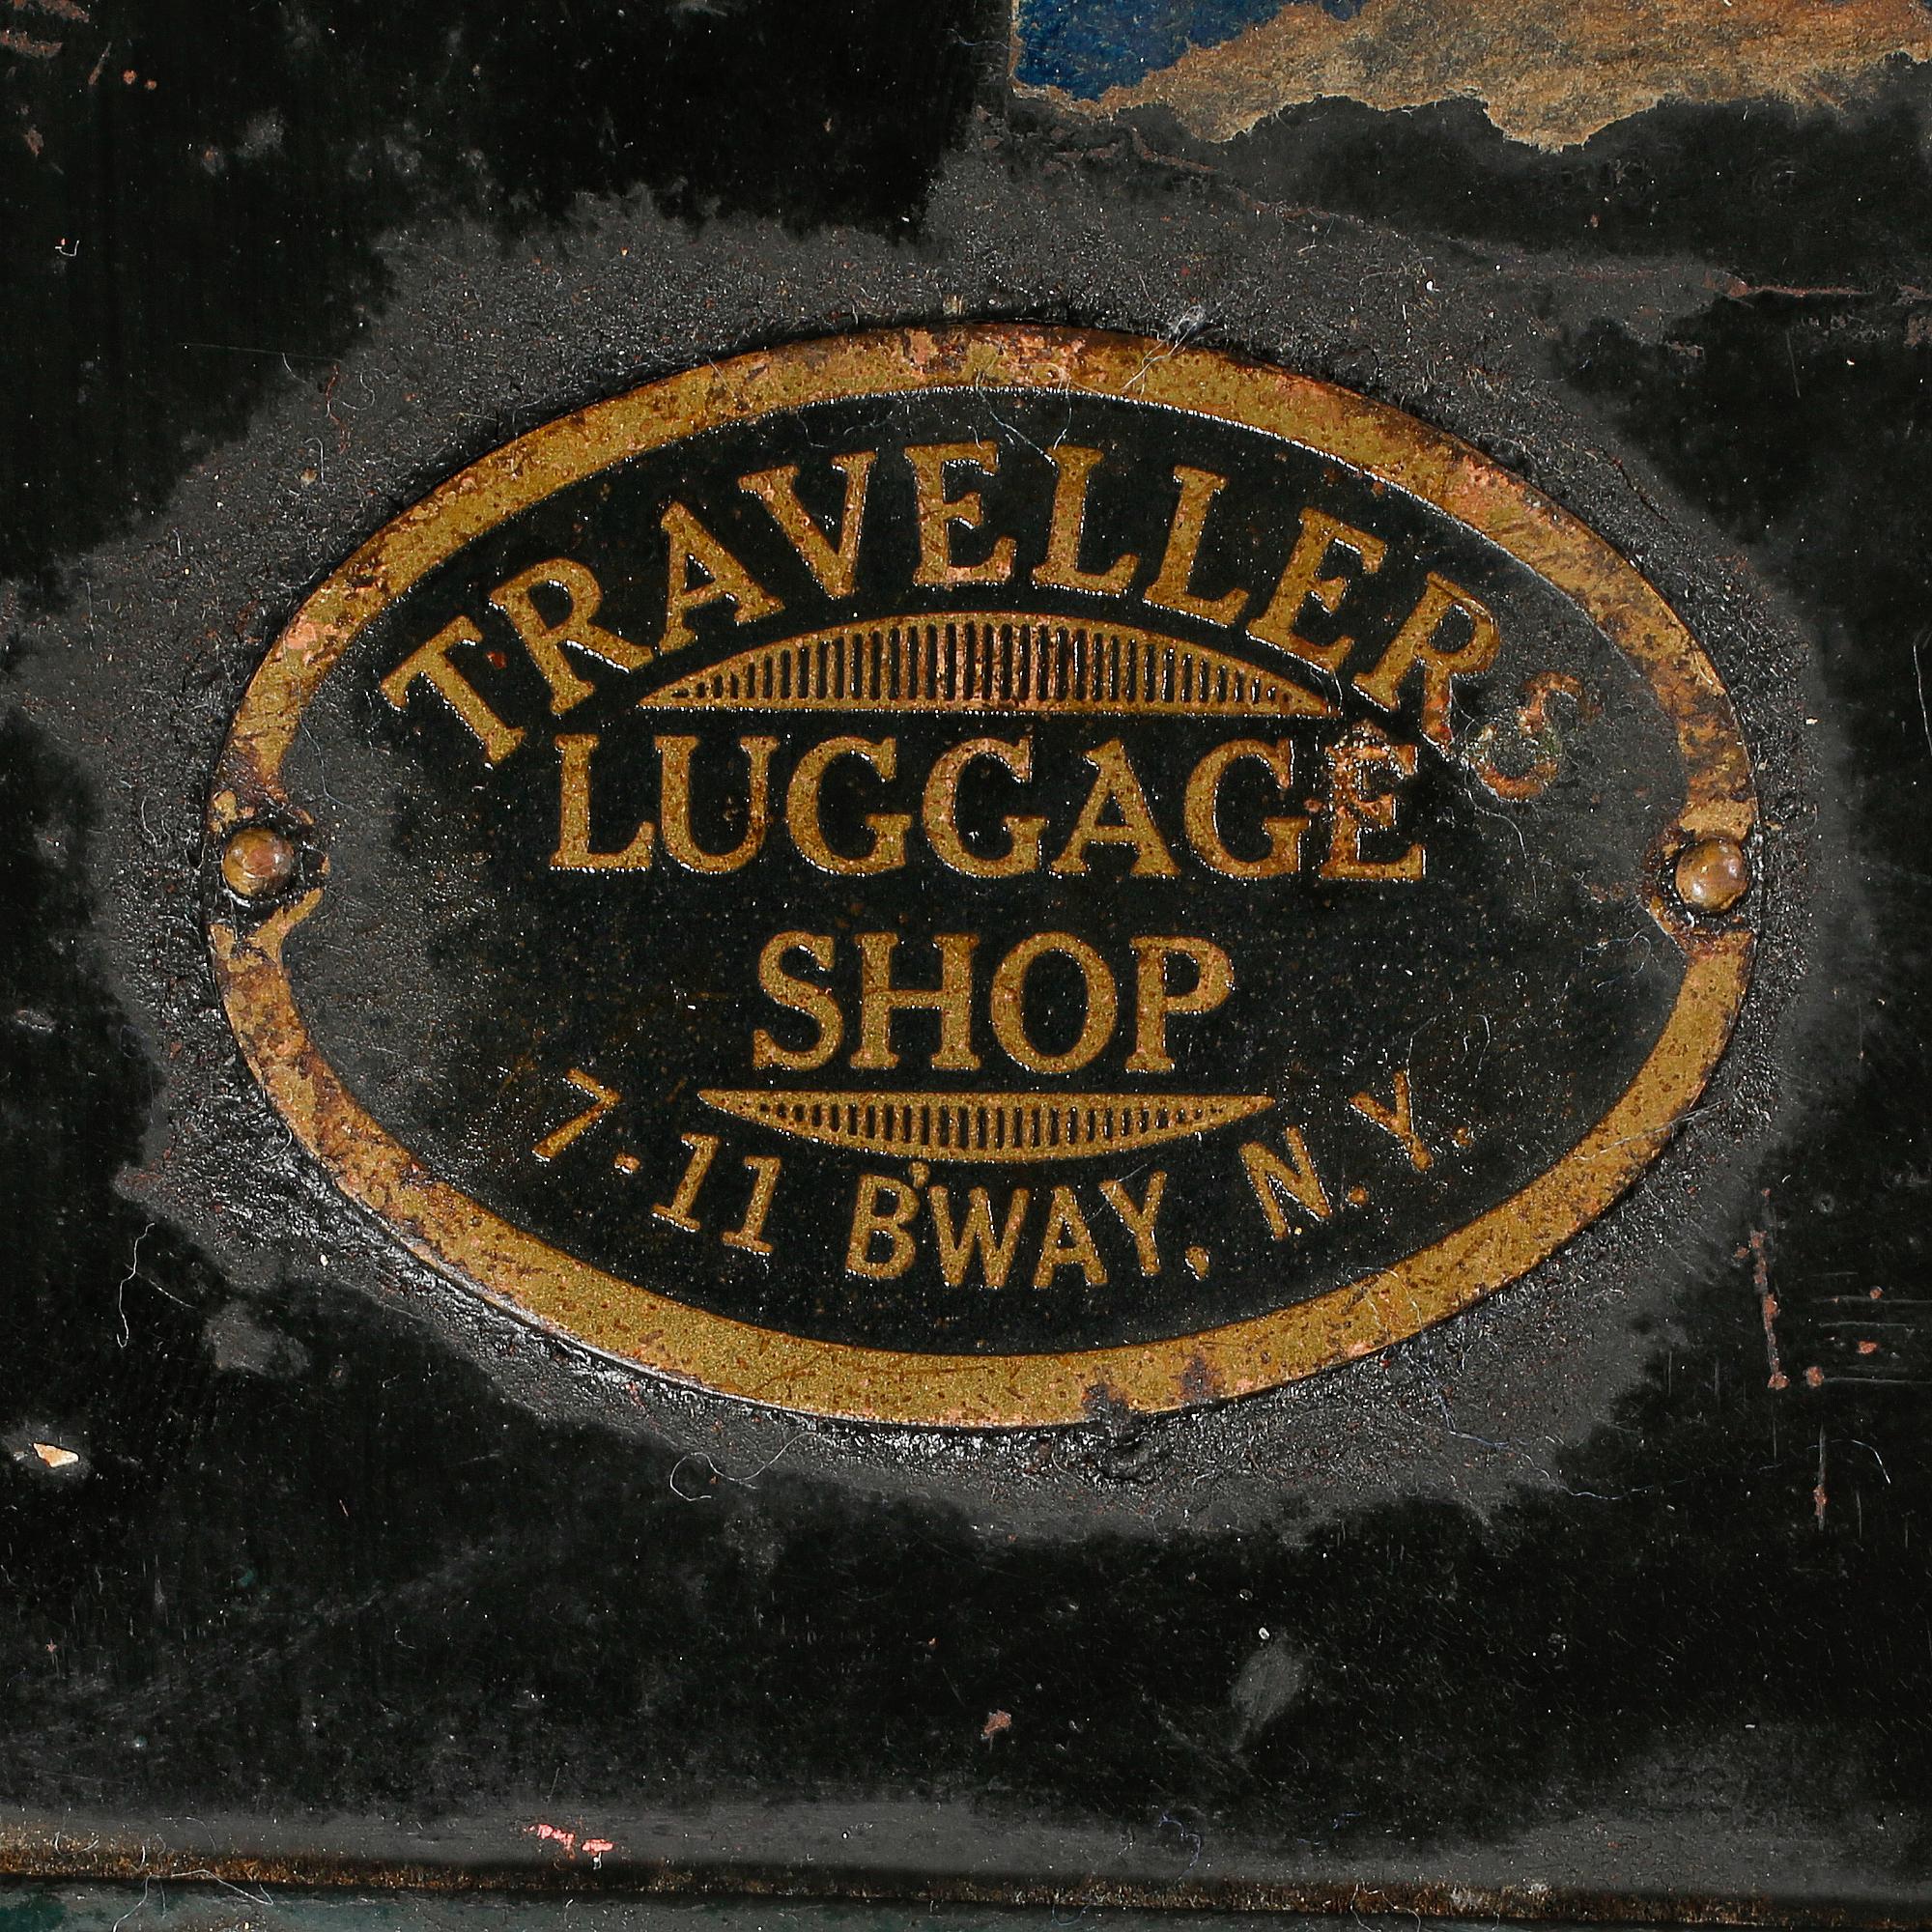 TRAVELLERS
LUGGAGE
SHOP
7-11 B'WAY, N.Y.